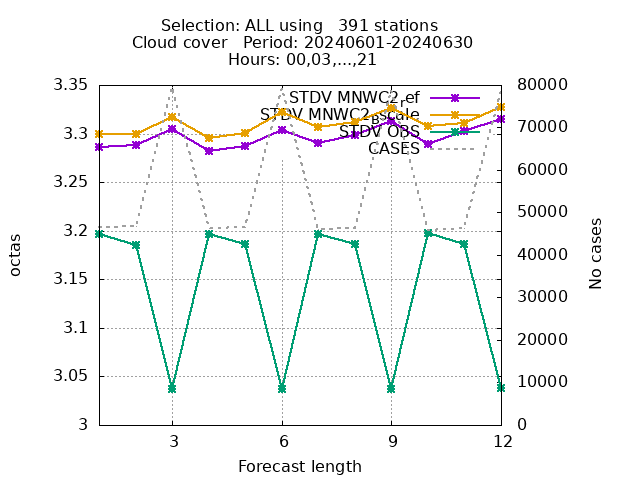 Selection: ALL using   391 stations
Cloud cover   Period: 20240601-20240630
Hours: 00,03,...,21
STDV MNWC2_ref
STDV MNWC2_Bscale
STDV OBS
CASES
3.35
3.3
3.25
3.2
3.15
3.1
3.05
3
80000
70000
60000
50000
40000
30000
20000
10000
0
octas
No cases
3 6 9 12
Forecast length